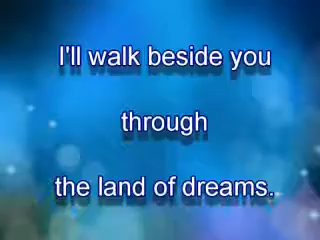 I'll walk beside you
through
the land of dreams.